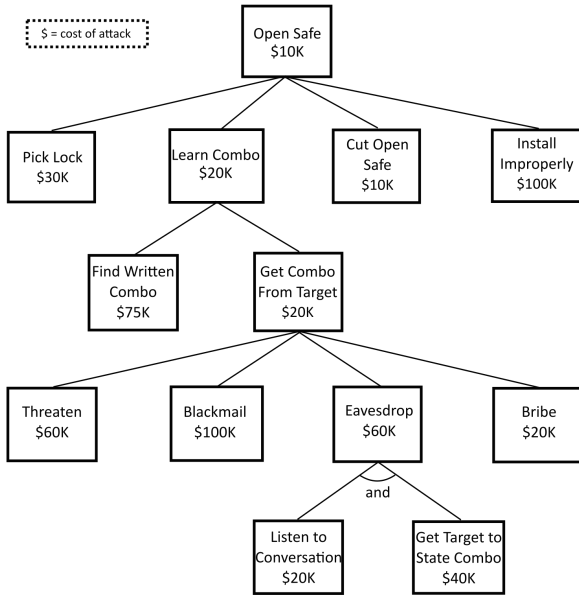 $ = cost of attack
Open Safe
$10K
Pick Lock
$30K
Learn Combo
$20K
Cut Open
Safe
$10K
Install
Improperly
$100K
Find Written
Combo
$75K
Get Combo
From Target
$20K
Threaten
$60K
Blackmail
$100K
Eavesdrop
$60K
Bribe
$20K
and
Listen to
Conversation
$20K
Get Target to
State Combo
$40K